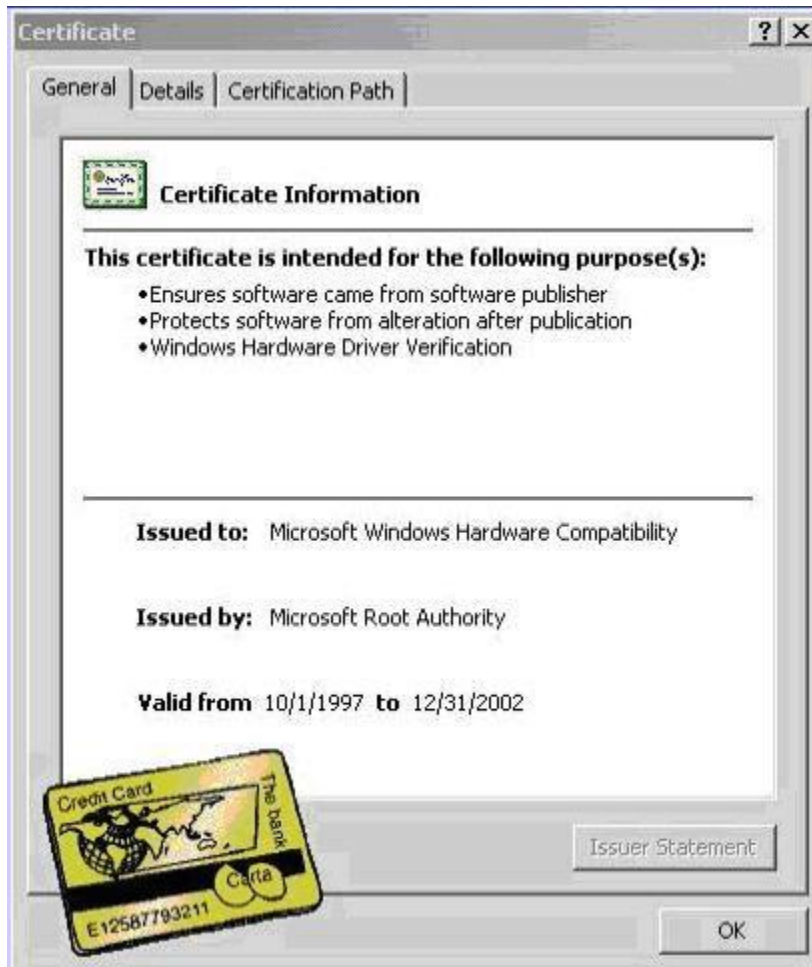 Certificate
General Details Certification Path
Certificate Information
This certificate is intended for the following purpose(s):
•Ensures software came from software publisher
•Protects software from alteration after publication
•Windows Hardware Driver Verification
Issued to: Microsoft Windows Hardware Compatibility
Issued by: Microsoft Root Authority
Valid from 10/1/1997 to 12/31/2002
Credit Card
The bank
Carta
E12587793211
Issuer Statement
OK